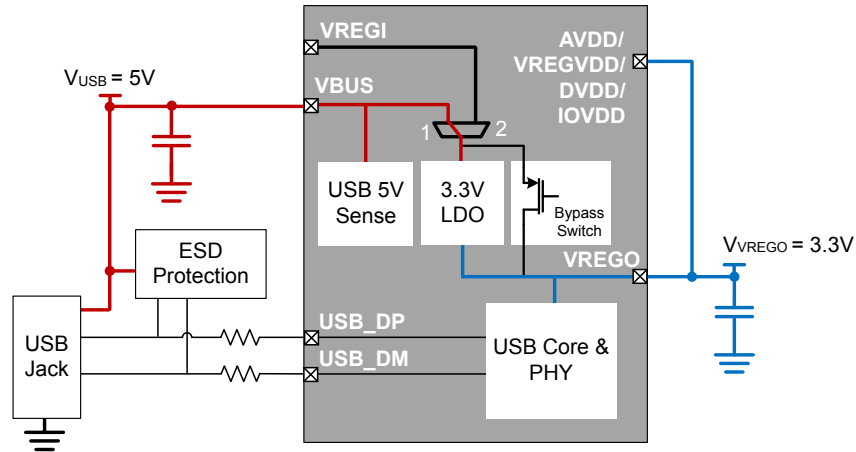 VREGI
AVDD/
VREGVDD/
DVDD/
IOVDD
VUSB = 5V
VBUS
1
2
USB 5V
Sense
3.3V
LDO
Bypass
Switch
ESD
Protection
VREGO
VVREGO = 3.3V
USB
Jack
USB_DP
USB_DM
USB Core &
PHY